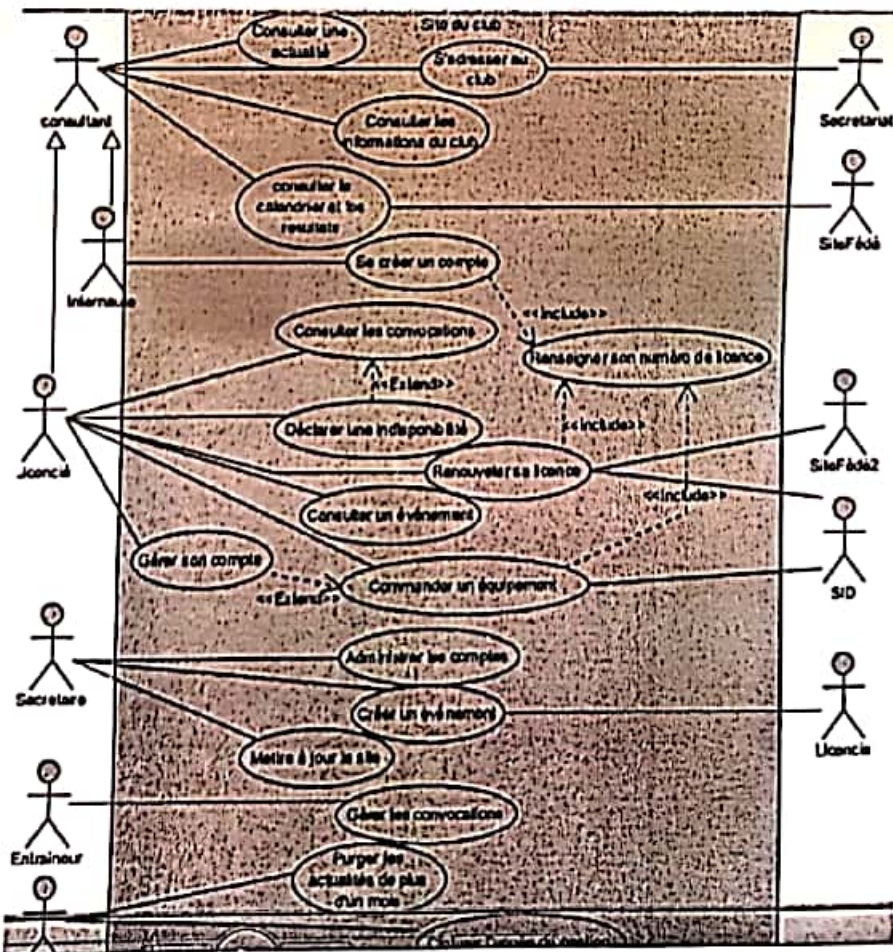 Site du club
Consulter une
actualité
S'adresser au
club
consultant
Secretariat
Consulter les
informations du club
consulter le
calendrier et les
resultats
SiteFédé
Internaute
Se créer un compte
<<Include>>
Consulter les convocations
Renseigner son numéro de licence
<<Extend>>
Déclarer une indisponibilité
<<Include>>
Licencié
Renouveler sa licence
SiteFédé2
<<Include>>
Consulter un événement
Gérer son compte
Commander un équipement
<<Extend>>
SID
Administrer les comptes
Secretaire
Créer un événement
Licencie
Mettre à jour le site
Gérer les convocations
Entraineur
Purger les
actualités de plus
d'un mois